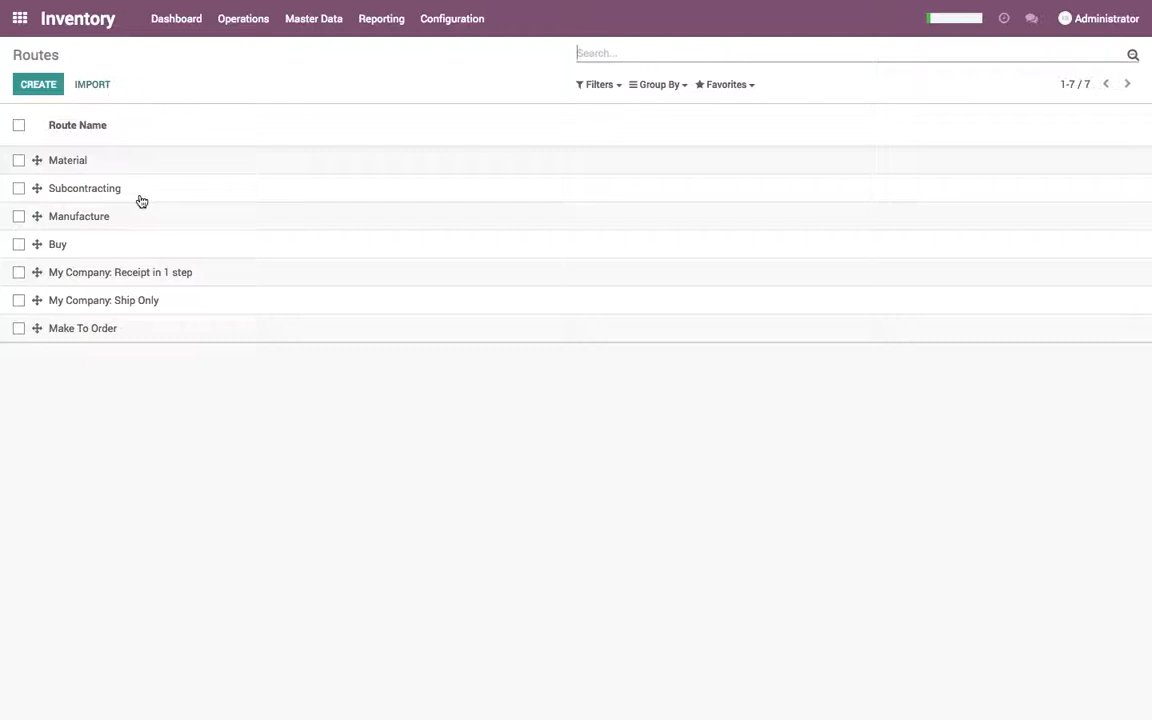 Inventory Dashboard Operations Master Data Reporting Configuration Administrator
Routes Search...
CREATE IMPORT Filters Group By Favorites 1-7 / 7
Route Name
Material
Subcontracting
Manufacture
Buy
My Company: Receipt in 1 step
My Company: Ship Only
Make To Order